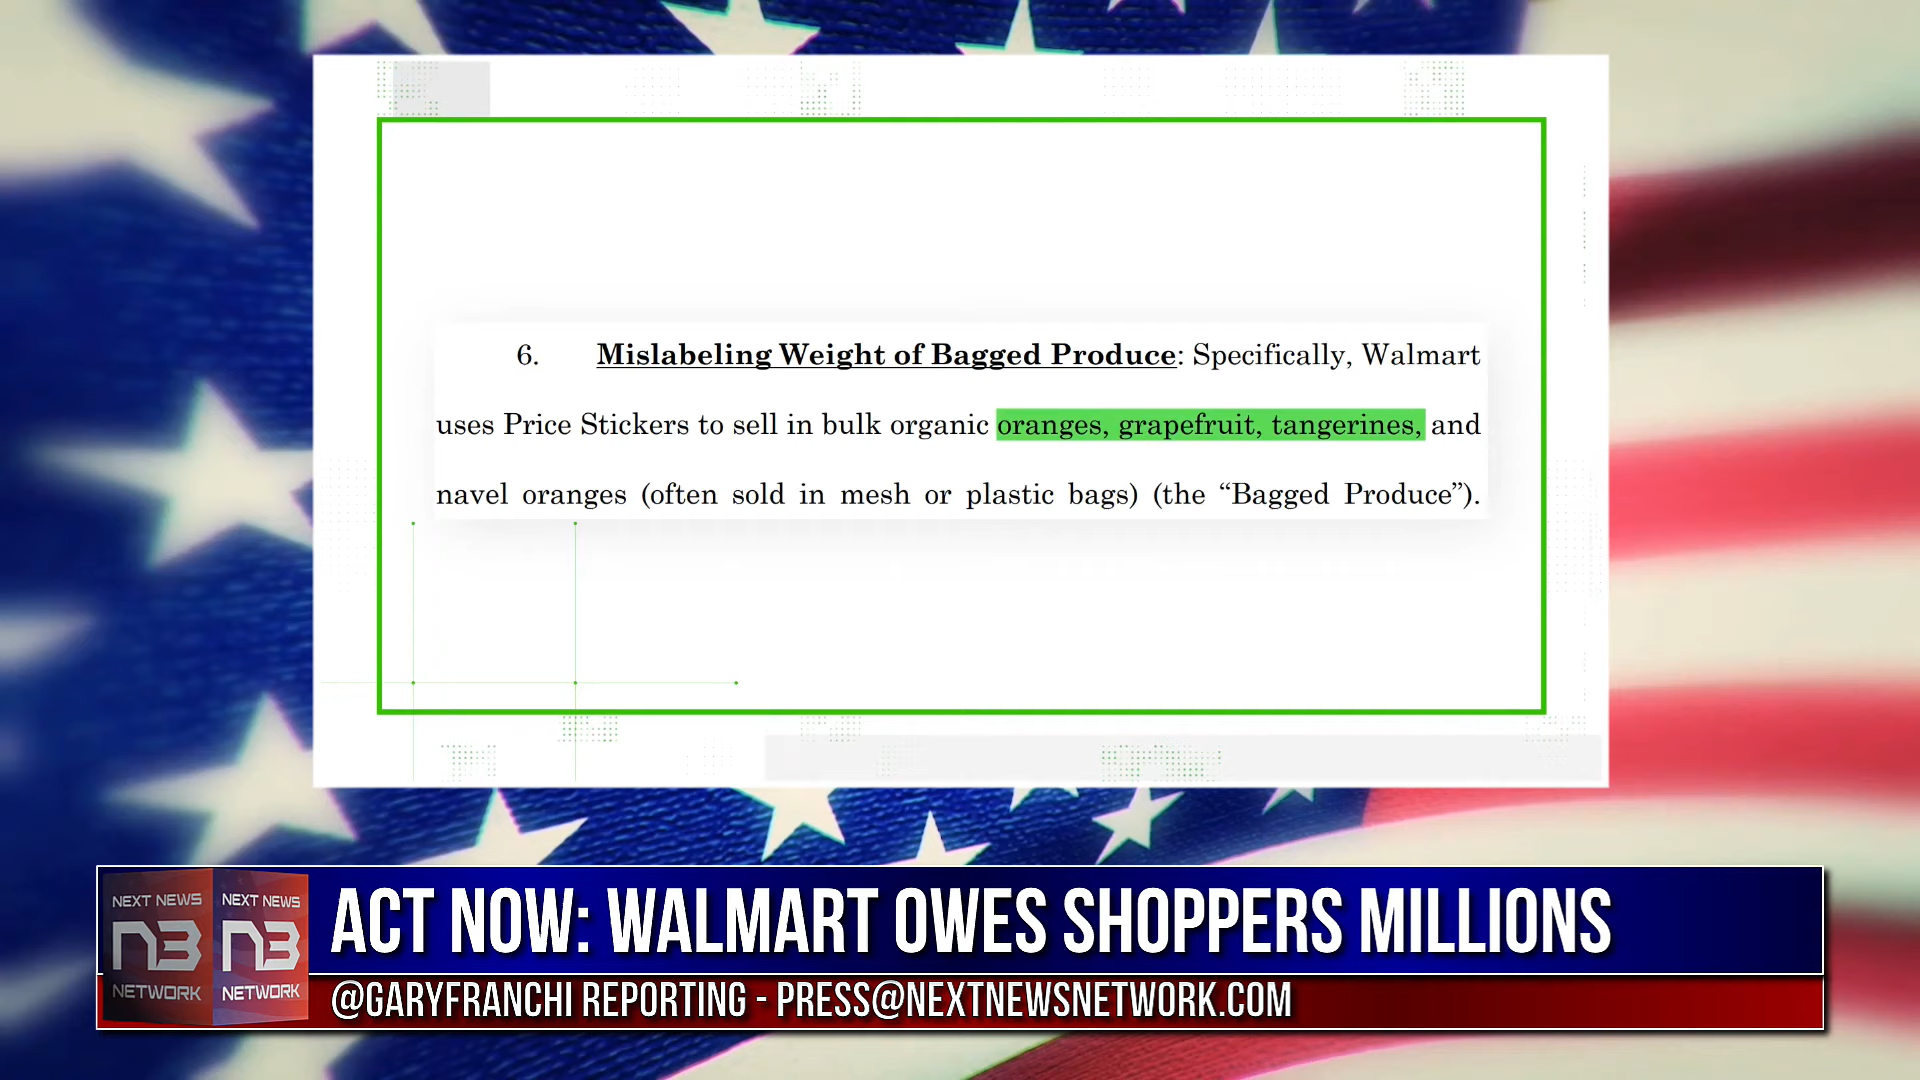 6. Mislabeling Weight of Bagged Produce: Specifically, Walmart
uses Price Stickers to sell in bulk organic oranges, grapefruit, tangerines, and
navel oranges (often sold in mesh or plastic bags) (the “Bagged Produce”).
NEXT NEWS
N3
NETWORK
NEXT NEWS
N3
NETWORK
ACT NOW: WALMART OWES SHOPPERS MILLIONS
@GARYFRANCHI REPORTING - PRESS@NEXTNEWSNETWORK.COM